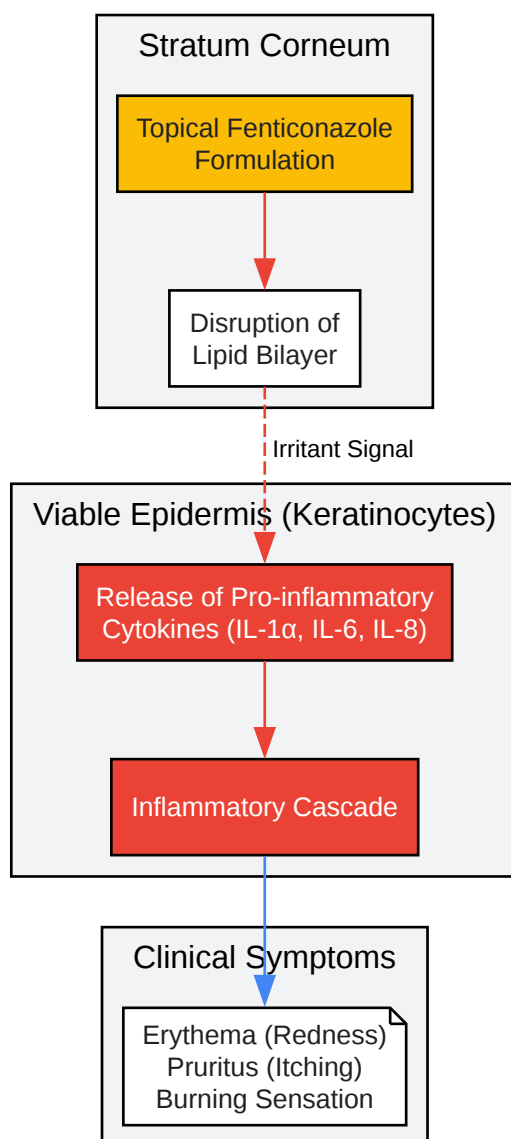 Stratum Corneum
Topical Fenticonazole
Formulation
Disruption of
Lipid Bilayer
Irritant Signal
Viable Epidermis (Keratinocytes)
Release of Pro-inflammatory
Cytokines (IL-1α, IL-6, IL-8)
Inflammatory Cascade
Clinical Symptoms
Erythema (Redness)
Pruritus (Itching)
Burning Sensation